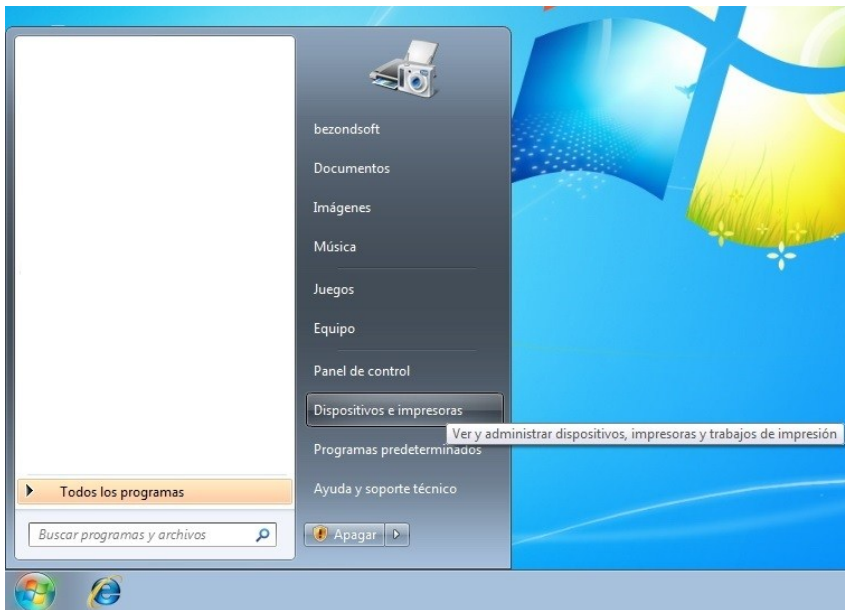 bezondsoft
Documentos
Imágenes
Música
Juegos
Equipo
Panel de control
Dispositivos e impresoras
Ver y administrar dispositivos, impresoras y trabajos de impresión
Programas predeterminados
Ayuda y soporte técnico
Todos los programas
Buscar programas y archivos
Apagar